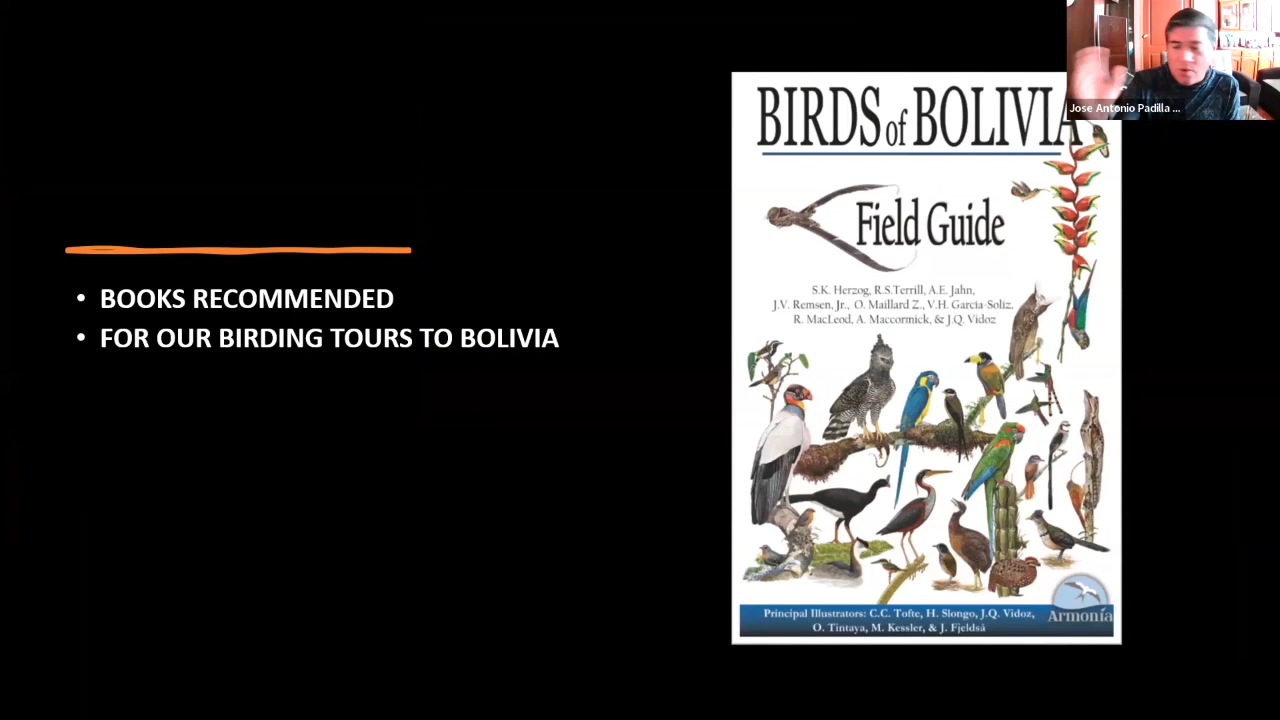 BOOKS RECOMMENDED
FOR OUR BIRDING TOURS TO BOLIVIA
BIRDS of BOLIVIA
Field Guide
S.K. Herzog, R.S.Terrill, A.E. Jahn,
J.V. Remsen, Jr., O. Maillard Z., V.H. García-Soliz,
R. MacLeod, A. Maccormick, & J.Q. Vidoz
Principal Illustrators: C.C. Tofte, H. Slongo, J.Q. Vidoz,
O. Tintaya, M. Kessler, & J. Fjeldså
Armonía
Jose Antonio Padilla ...